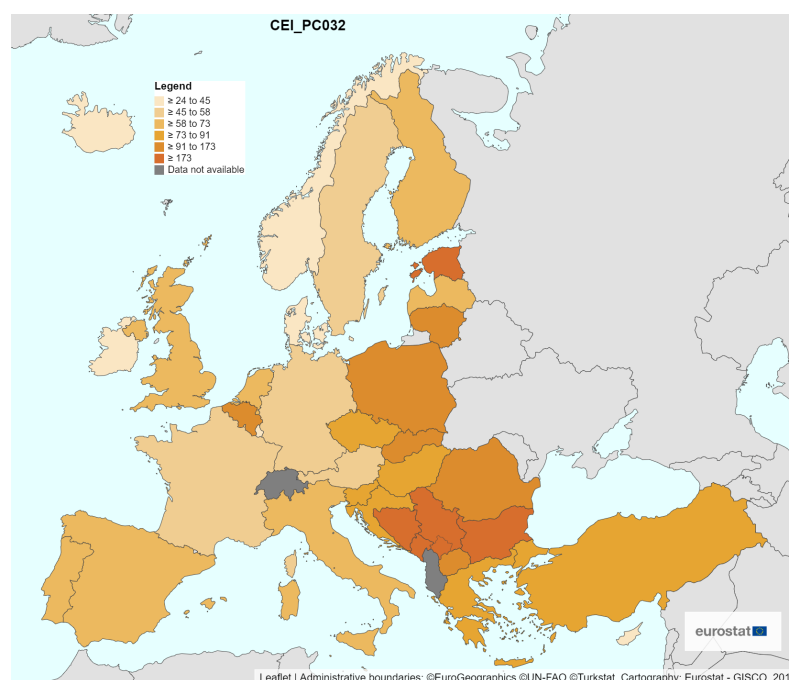 CEI_PC032
Legend
≥ 24 to 45
≥ 45 to 58
≥ 58 to 73
≥ 73 to 91
≥ 91 to 173
≥ 173
Data not available
eurostat
Leaflet | Administrative boundaries: ©EuroGeographics ©UN-FAO ©Turkstat, Cartography: Eurostat - GISCO, 201